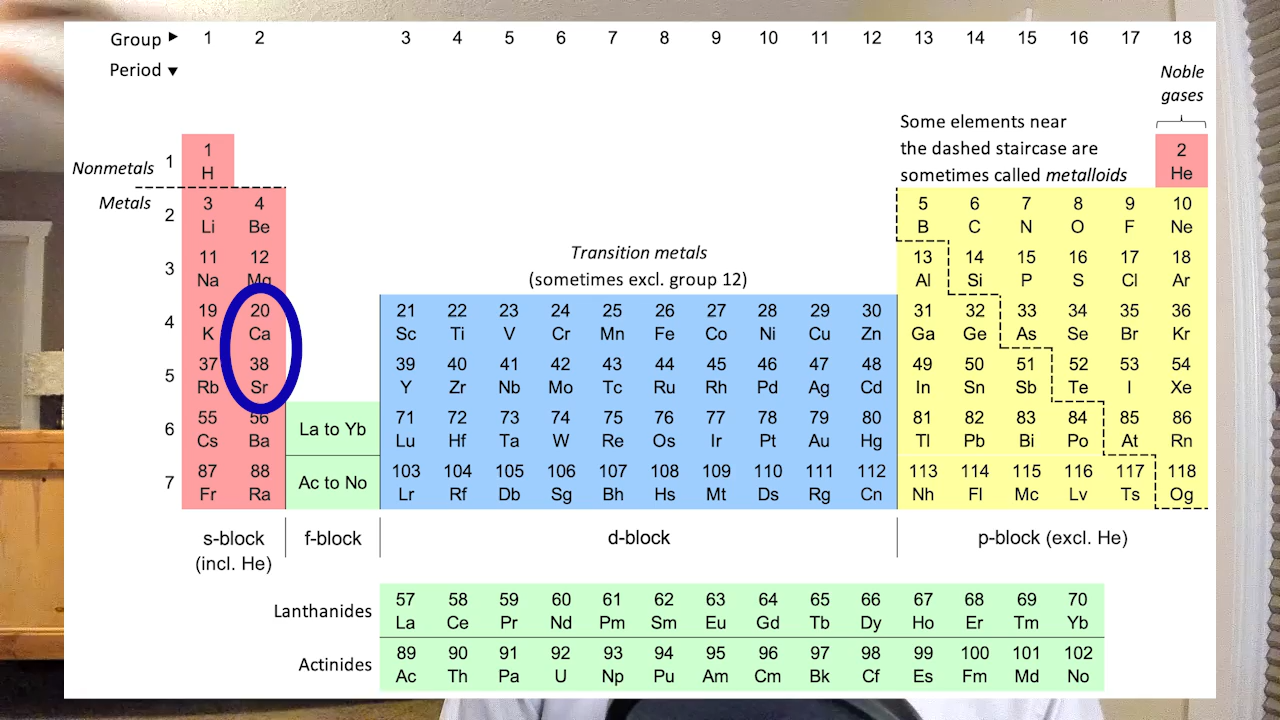 Group ► 1 2 3 4 5 6 7 8 9 10 11 12 13 14 15 16 17 18
Period ▼
Noble
gases
Some elements near
the dashed staircase are
sometimes called metalloids
Nonmetals
Metals
1
1 2
H He
2
3 4 5 6 7 8 9 10
Li Be B C N O F Ne
Transition metals
(sometimes excl. group 12)
3
11 12 13 14 15 16 17 18
Na Mg Al Si P S Cl Ar
4
19 20 21 22 23 24 25 26 27 28 29 30 31 32 33 34 35 36
K Ca Sc Ti V Cr Mn Fe Co Ni Cu Zn Ga Ge As Se Br Kr
5
37 38 39 40 41 42 43 44 45 46 47 48 49 50 51 52 53 54
Rb Sr Y Zr Nb Mo Tc Ru Rh Pd Ag Cd In Sn Sb Te I Xe
6
55 56 La to Yb 71 72 73 74 75 76 77 78 79 80 81 82 83 84 85 86
Cs Ba Lu Hf Ta W Re Os Ir Pt Au Hg Tl Pb Bi Po At Rn
7
87 88 Ac to No 103 104 105 106 107 108 109 110 111 112 113 114 115 116 117 118
Fr Ra Lr Rf Db Sg Bh Hs Mt Ds Rg Cn Nh Fl Mc Lv Ts Og
s-block f-block d-block p-block (excl. He)
(incl. He)
Lanthanides
57 58 59 60 61 62 63 64 65 66 67 68 69 70
La Ce Pr Nd Pm Sm Eu Gd Tb Dy Ho Er Tm Yb
Actinides
89 90 91 92 93 94 95 96 97 98 99 100 101 102
Ac Th Pa U Np Pu Am Cm Bk Cf Es Fm Md No